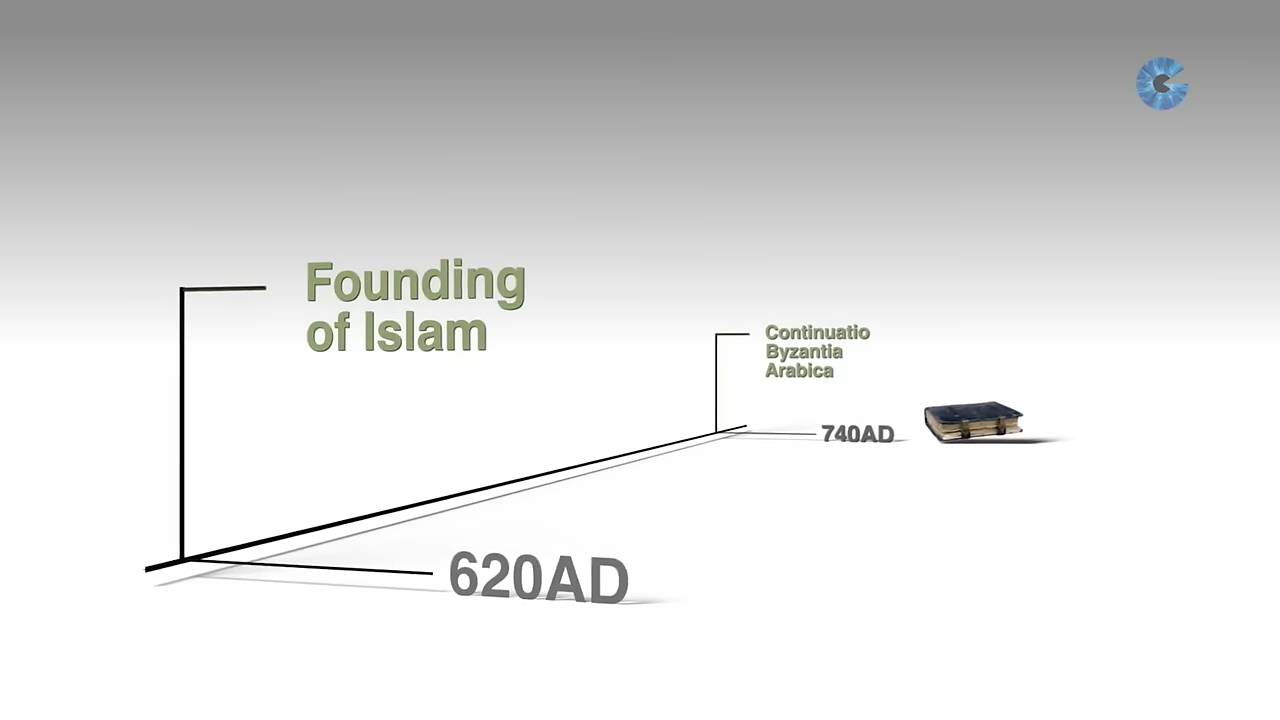 Founding
of Islam
620AD
Continuatio
Byzantia
Arabica
740AD